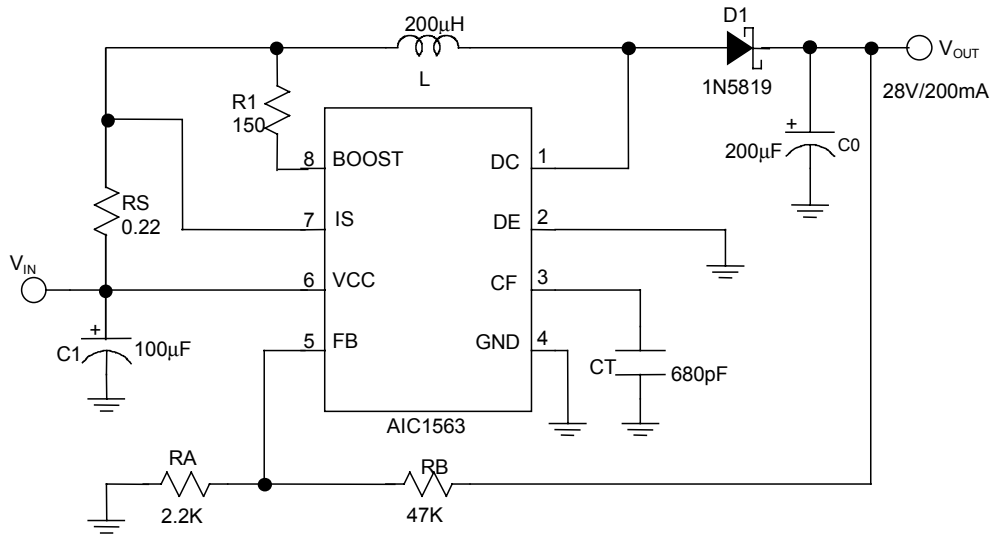 200μH
L
D1
1N5819
V_OUT
28V/200mA
R1
150
8 BOOST DC 1
200μF
+
C0
RS
0.22
7 IS DE 2
V_IN
6 VCC CF 3
+
C1
100μF
5 FB GND 4
CT
680pF
AIC1563
RA
2.2K
RB
47K